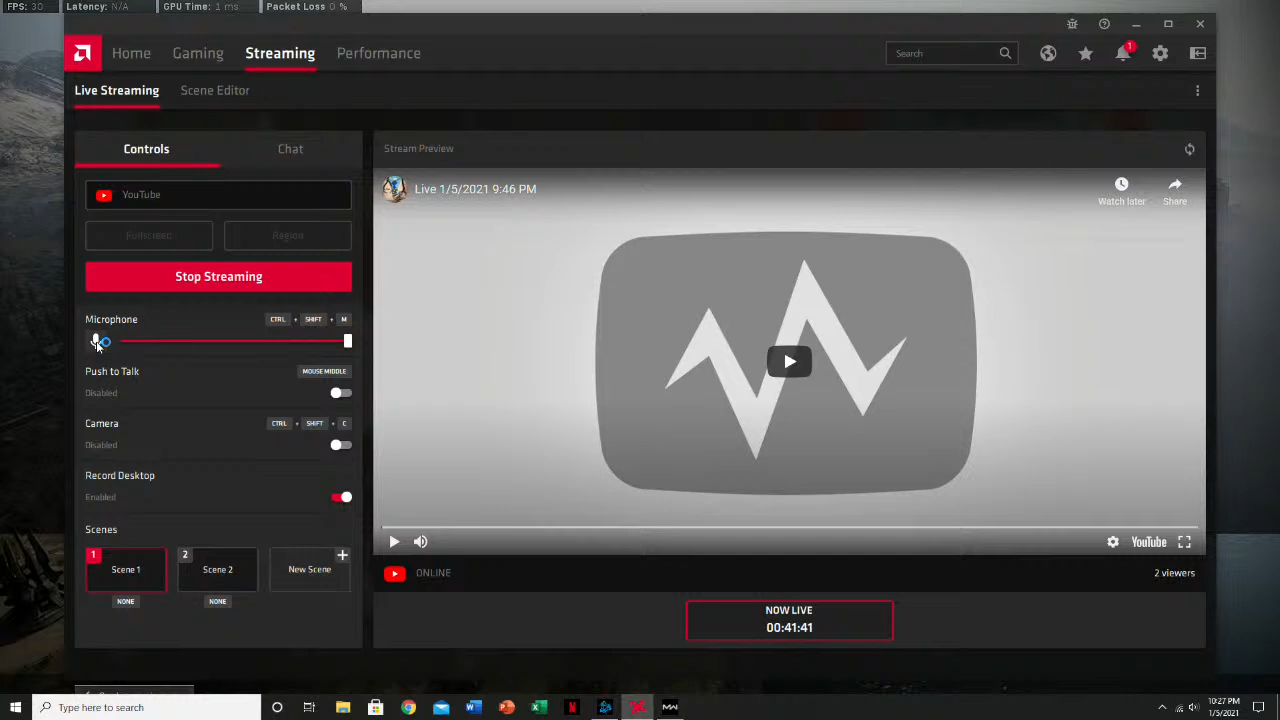 FPS: 30 Latency: N/A GPU Time: 1 ms Packet Loss 0 %
Home Gaming Streaming Performance
Search
1
Live Streaming Scene Editor
Controls Chat
YouTube
Fullscreen Region
Stop Streaming
Microphone CTRL + SHIFT + M
Push to Talk MOUSE MIDDLE
Disabled
Camera CTRL + SHIFT + C
Disabled
Record Desktop
Enabled
Scenes
1 Scene 1 2 Scene 2 New Scene +
NONE NONE
Stream Preview
Live 1/5/2021 9:46 PM
Watch later Share
YouTube
ONLINE 2 viewers
NOW LIVE
00:41:41
Type here to search
10:27 PM
1/5/2021